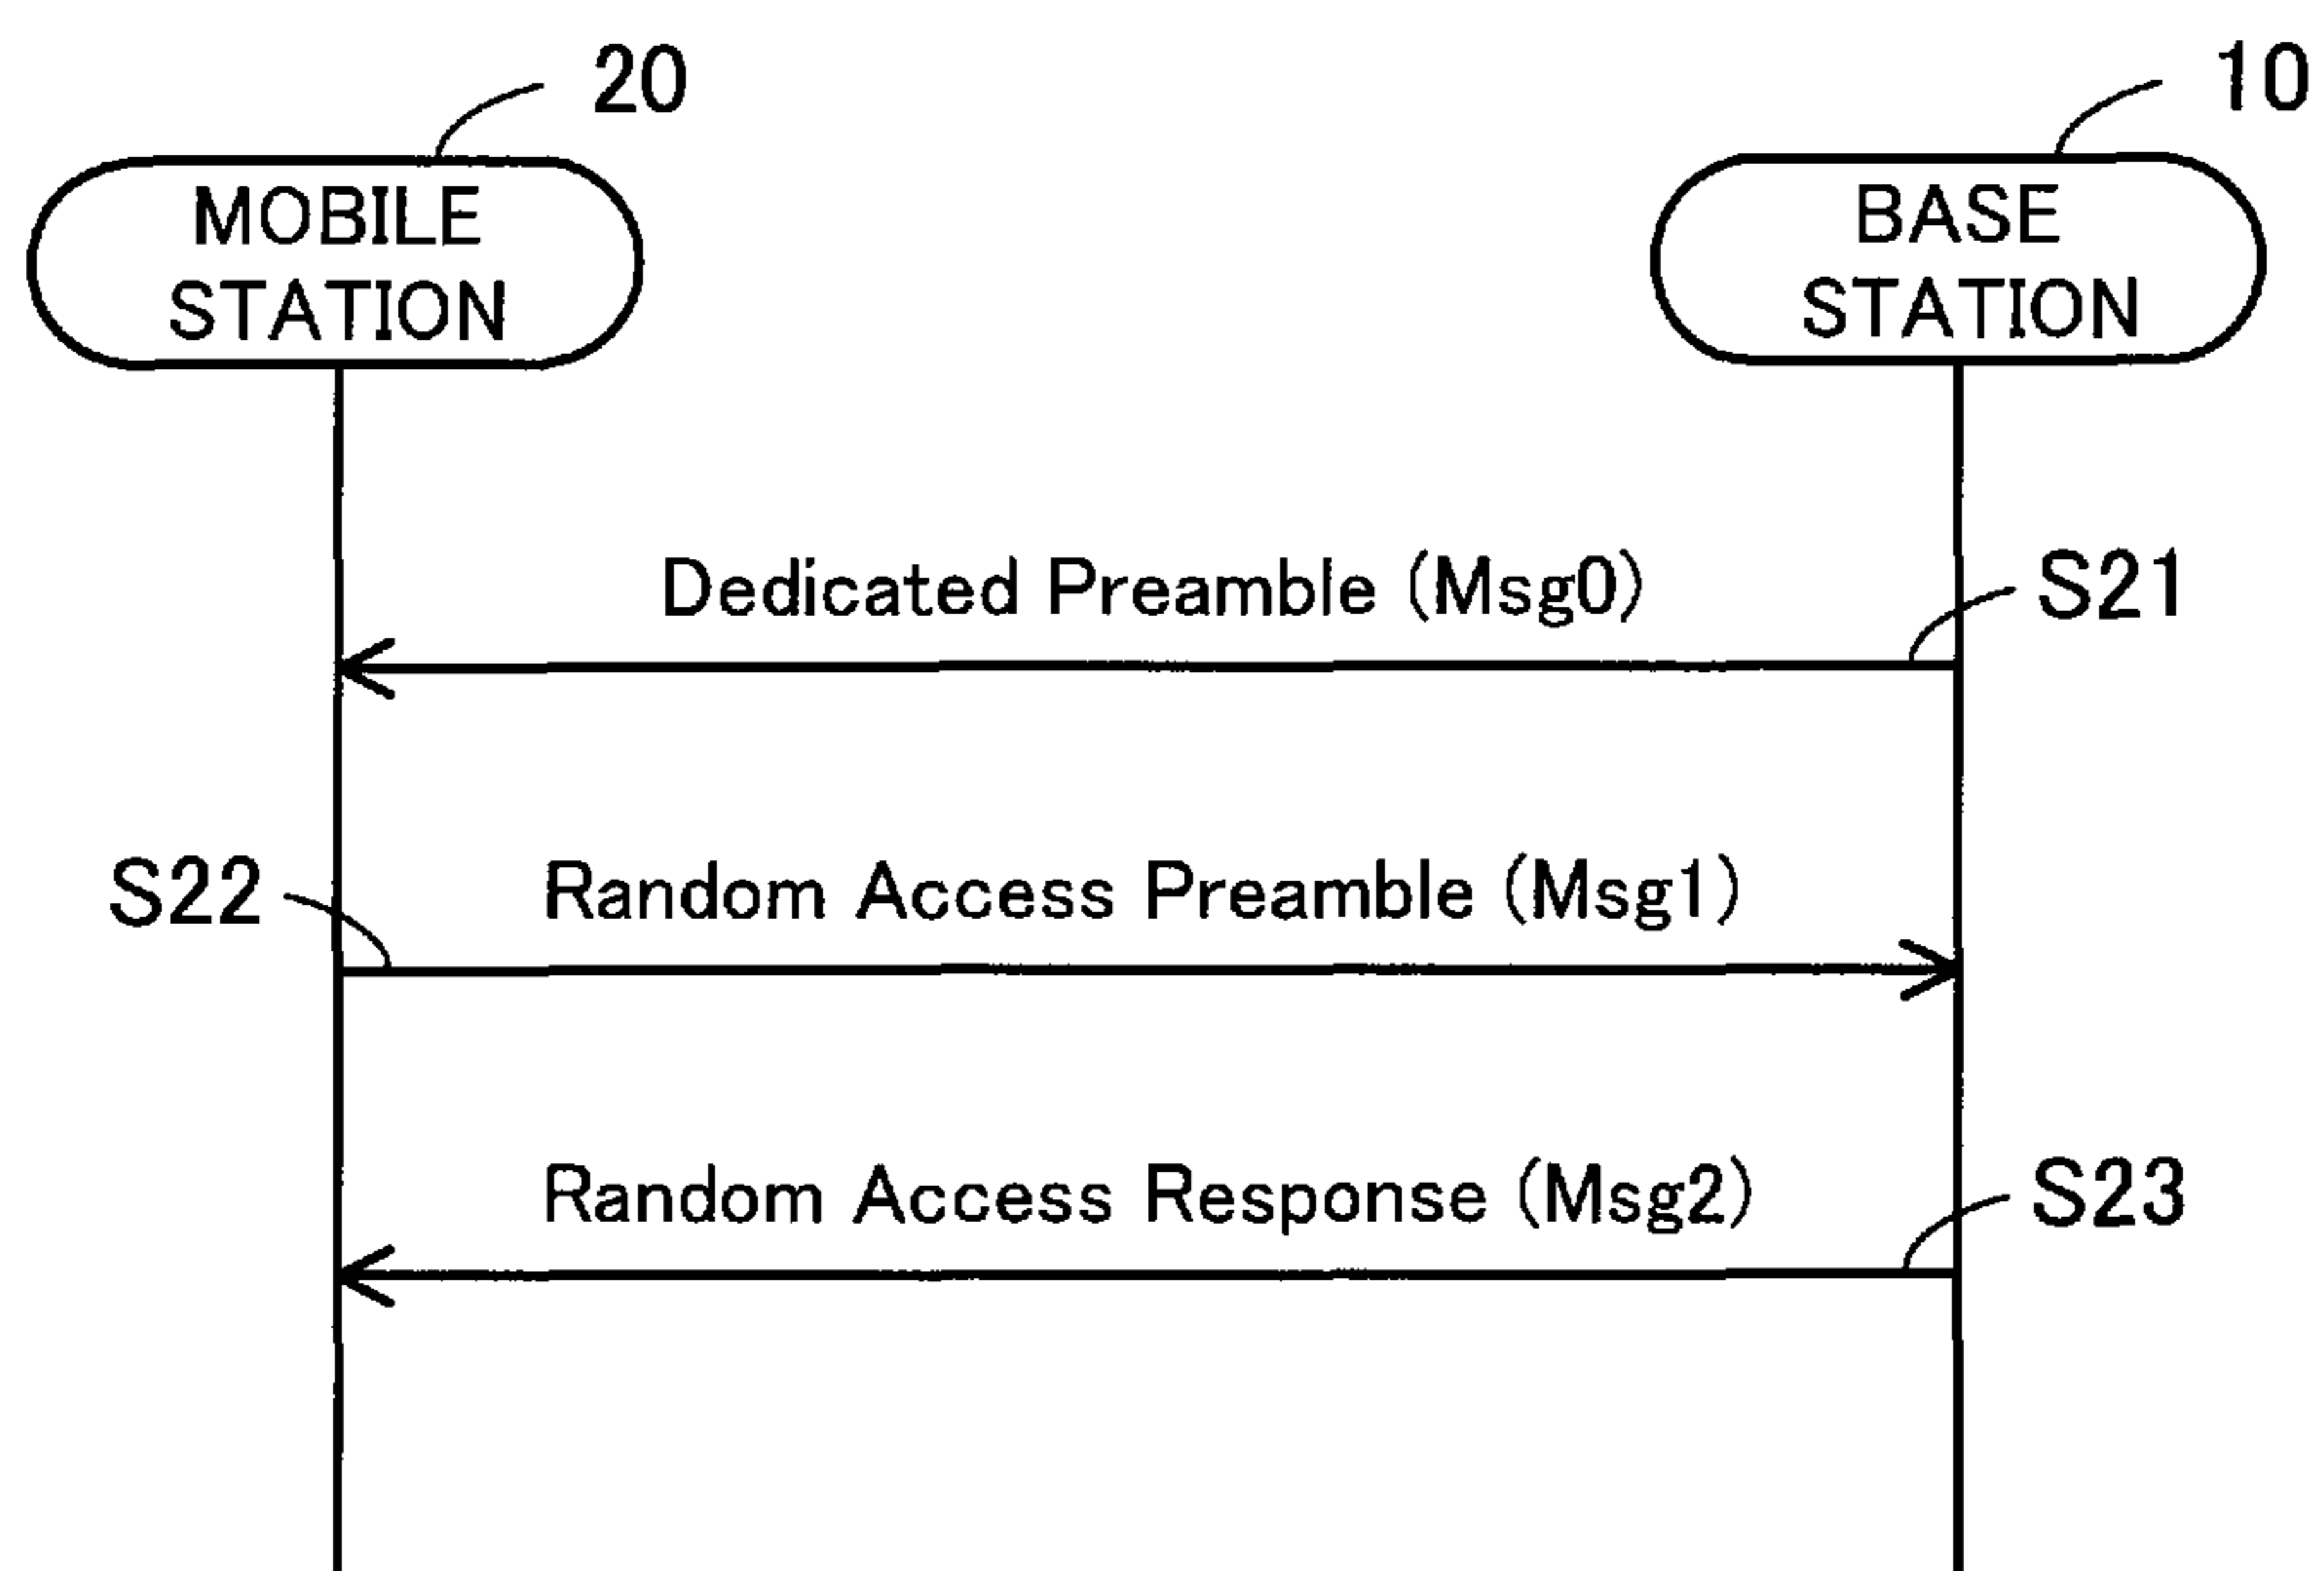 20
10
MOBILE
STATION
BASE
STATION
Dedicated Preamble (Msg0)
S21
S22
Random Access Preamble (Msg1)
Random Access Response (Msg2)
S23